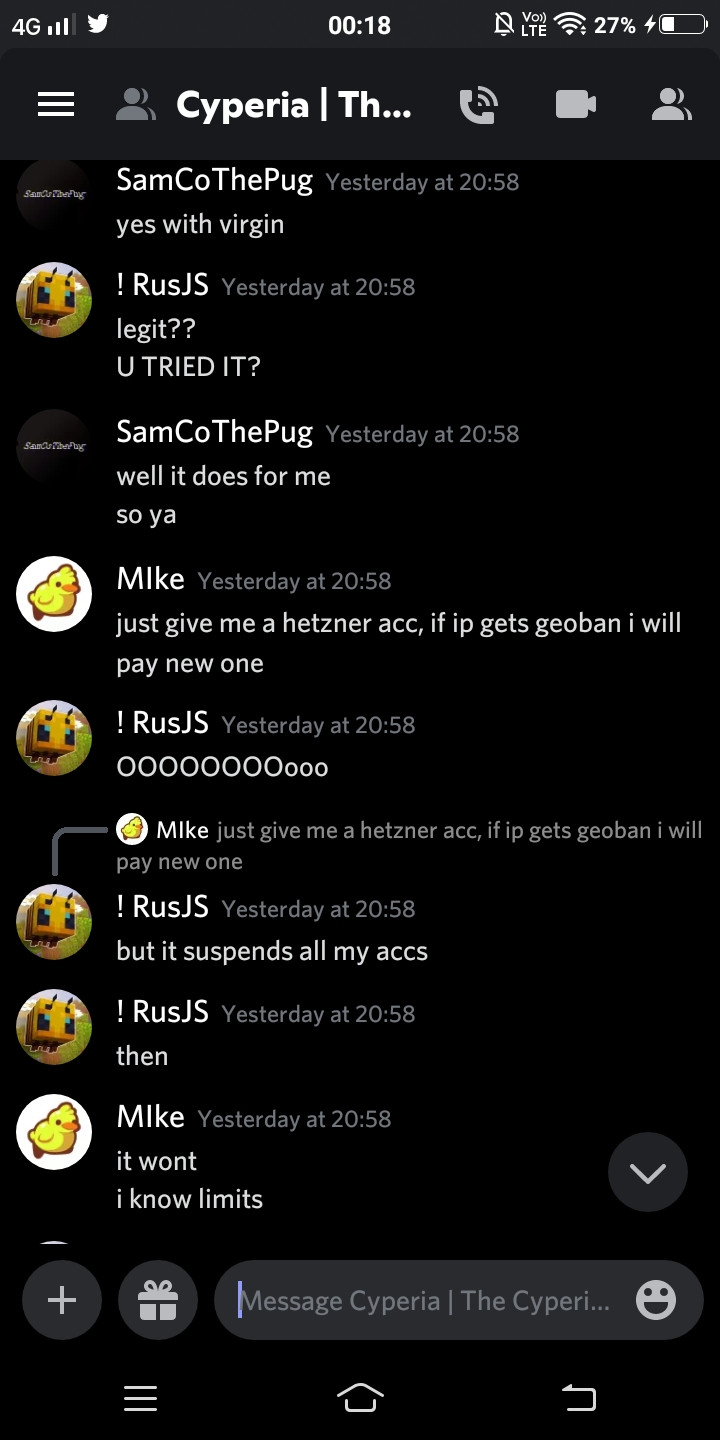 4G 00:18 Vo)) LTE 27%
Cyperia | Th...
SamCoThePug Yesterday at 20:58
SamCoThePug
yes with virgin
! RusJS Yesterday at 20:58
legit??
U TRIED IT?
SamCoThePug Yesterday at 20:58
SamCoThePug
well it does for me
so ya
MIke Yesterday at 20:58
just give me a hetzner acc, if ip gets geoban i will
pay new one
! RusJS Yesterday at 20:58
OOOOOOOOooo
MIke just give me a hetzner acc, if ip gets geoban i will
pay new one
! RusJS Yesterday at 20:58
but it suspends all my accs
! RusJS Yesterday at 20:58
then
MIke Yesterday at 20:58
it wont
i know limits
Message Cyperia | The Cyperi...